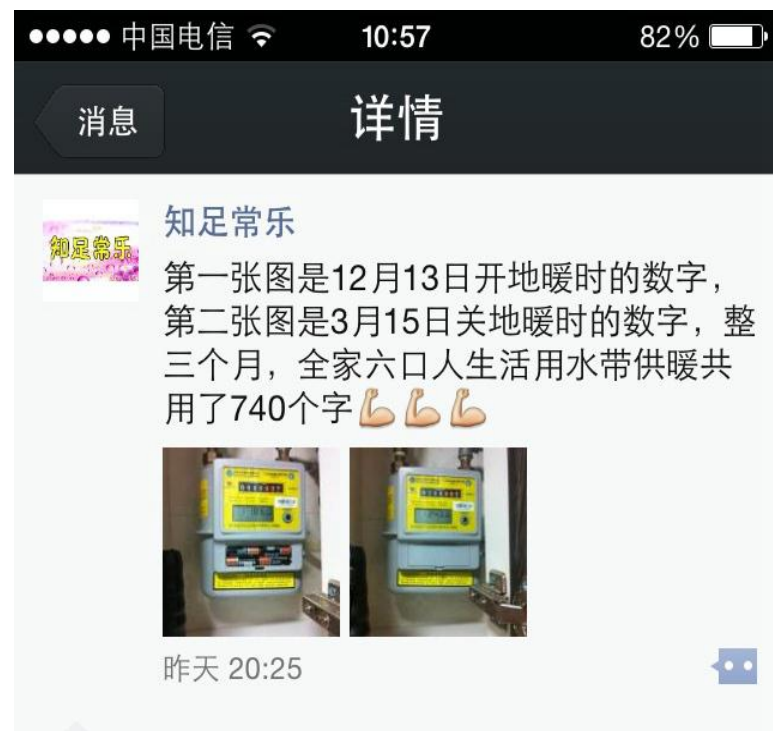 中国电信 10:57 82%
消息 详情
知足常乐
知足常乐
第一张图是12月13日开地暖时的数字，
第二张图是3月15日关地暖时的数字，整
三个月，全家六口人生活用水带供暖共
用了740个字💪💪💪
昨天 20:25